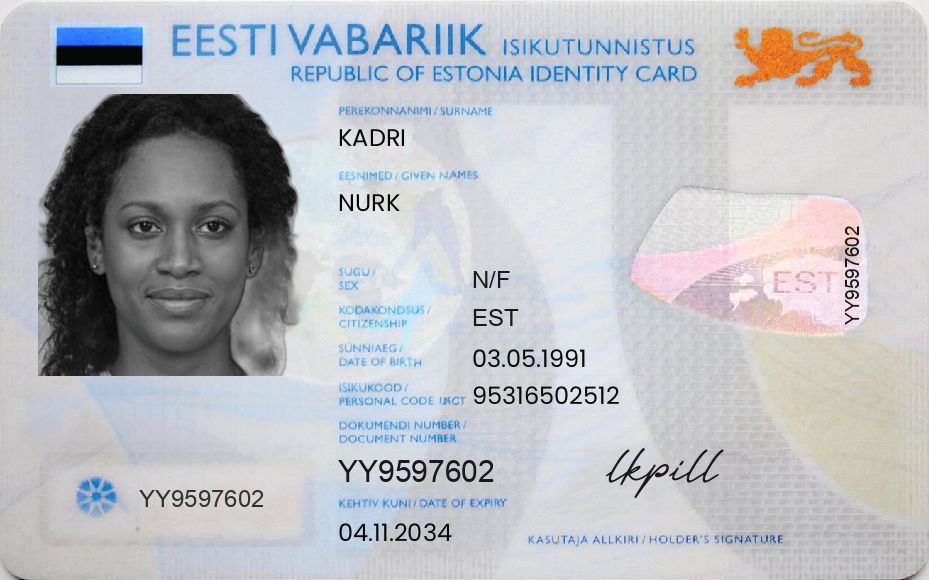 EESTI VABARIIK ISIKUTUNNISTUS
REPUBLIC OF ESTONIA IDENTITY CARD
PEREKONNANIMI / SURNAME
KADRI
EESNIMED / GIVEN NAMES
NURK
SUGU /
SEX
N/F
KODAKONDSUS /
CITIZENSHIP
EST
SÜNNIAEG /
DATE OF BIRTH
03.05.1991
ISIKUKOOD /
PERSONAL CODE
95316502512
DOKUMENDI NUMBER /
DOCUMENT NUMBER
YY9597602
KEHTIV KUNI / DATE OF EXPIRY
04.11.2034
YY9597602
EST
YY9597602
lkpill
KASUTAJA ALLKIRI / HOLDER'S SIGNATURE